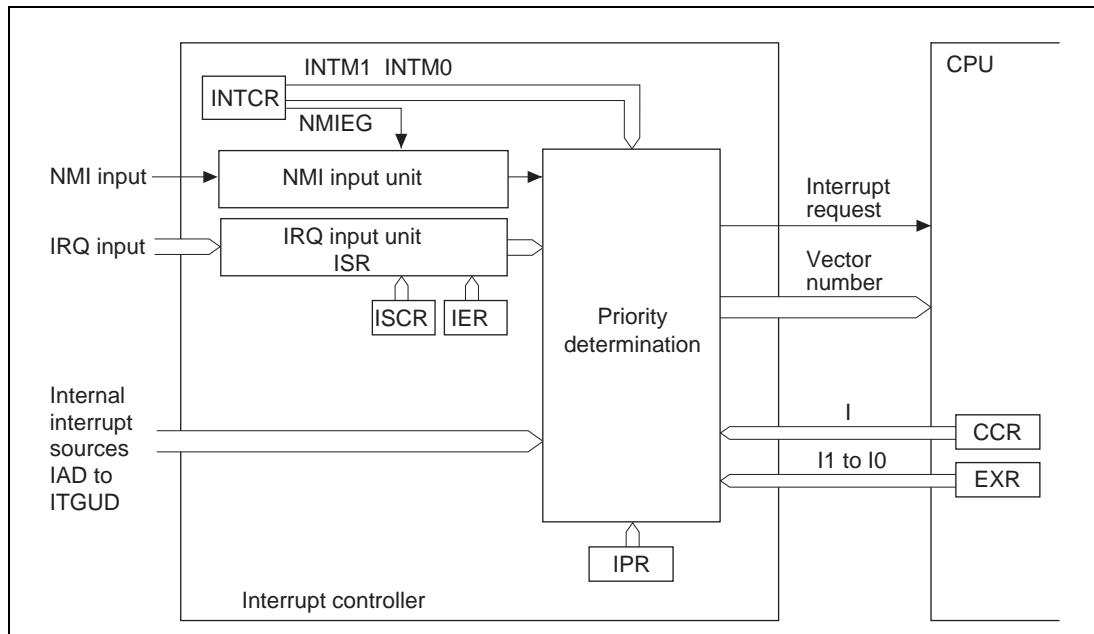 INTM1 INTM0
CPU
INTCR
NMIEG
NMI input
NMI input unit
Interrupt
request
IRQ input
IRQ input unit
ISR
Vector
number
ISCR
IER
Priority
determination
Internal
interrupt
sources
IAD to
ITGUD
I
CCR
I1 to I0
EXR
IPR
Interrupt controller